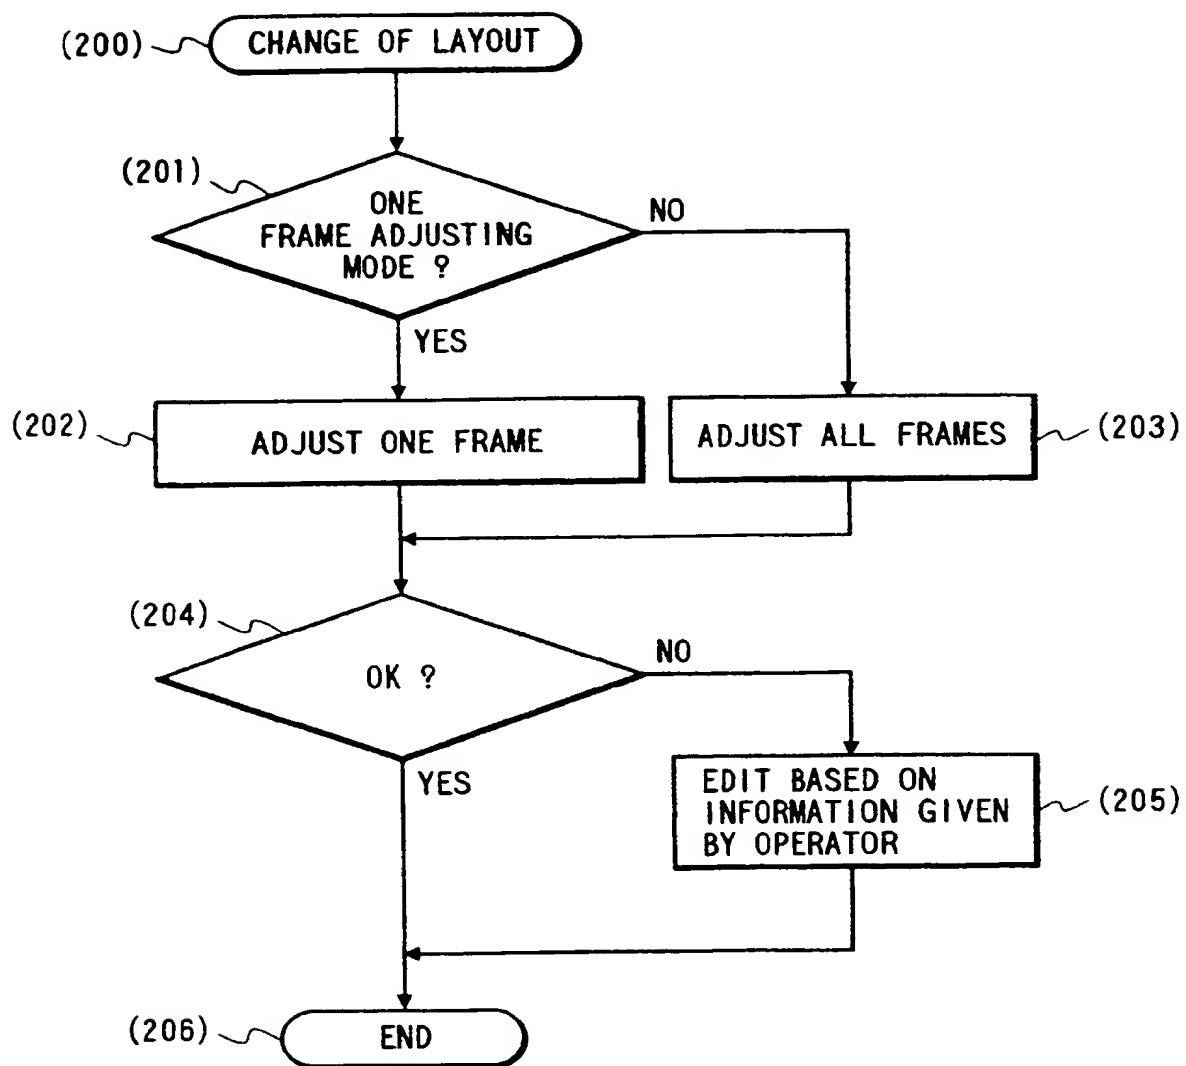 (200)
CHANGE OF LAYOUT
(201)
ONE
FRAME ADJUSTING
MODE ?
NO
YES
(202)
ADJUST ONE FRAME
ADJUST ALL FRAMES
(203)
(204)
OK ?
NO
YES
EDIT BASED ON
INFORMATION GIVEN
BY OPERATOR
(205)
(206)
END